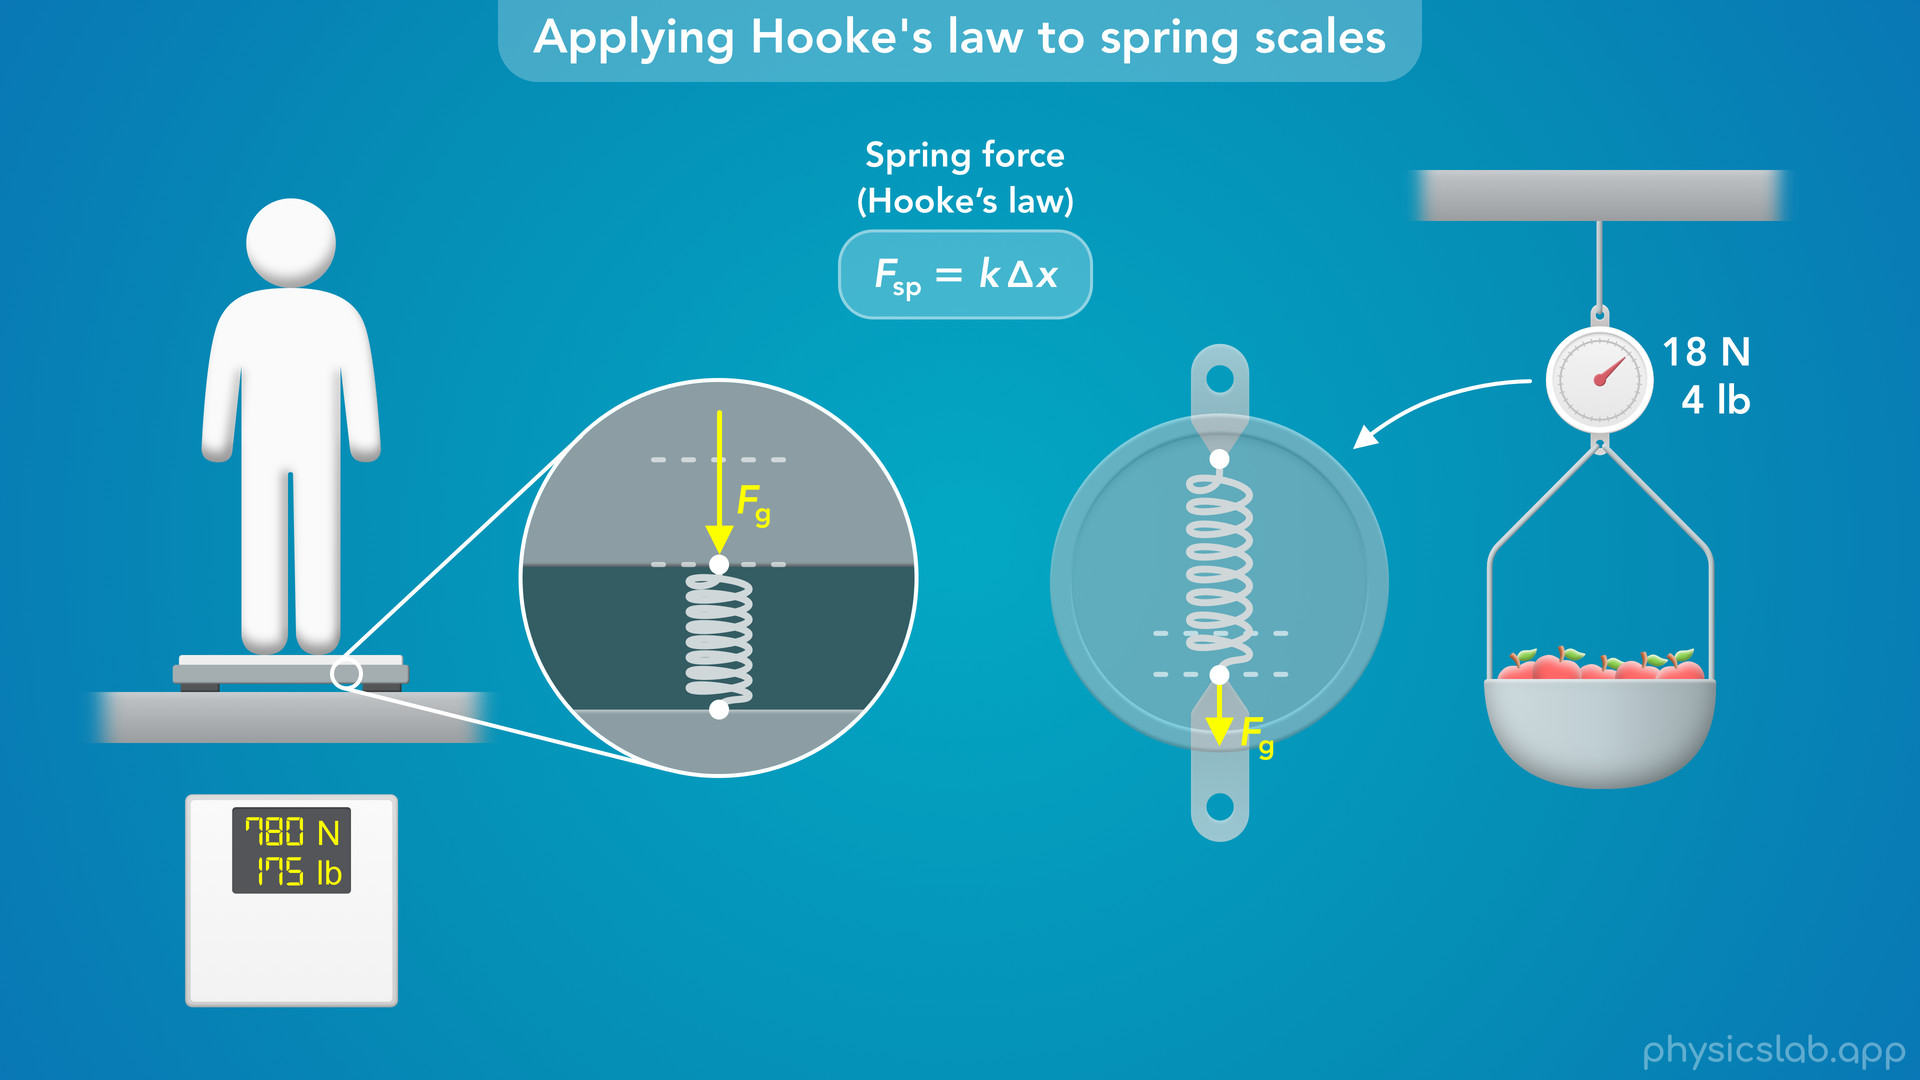 Applying Hooke's law to spring scales
Spring force
(Hooke’s law)
Fsp = k Δx
18 N
4 lb
Fg
Fg
780 N
175 lb
physicslab.app